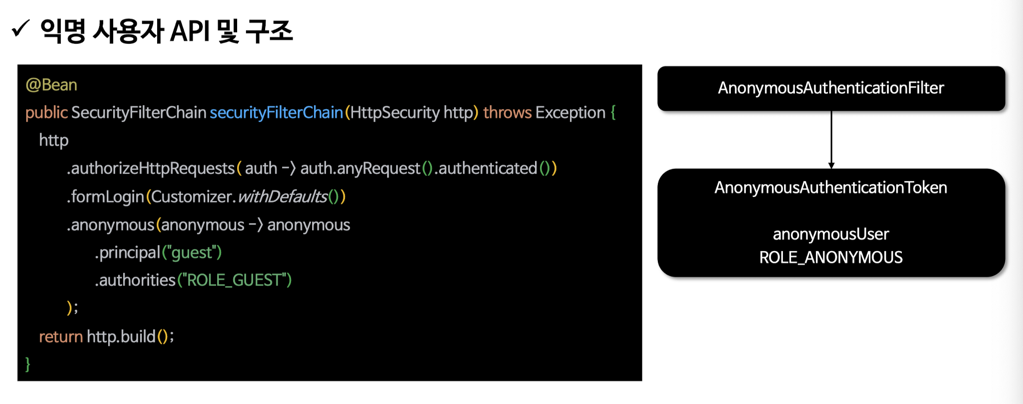 ✓ 익명 사용자 API 및 구조
@Bean
public SecurityFilterChain securityFilterChain(HttpSecurity http) throws Exception {
http
.authorizeHttpRequests( auth -> auth.anyRequest().authenticated())
.formLogin(Customizer.withDefaults())
.anonymous(anonymous -> anonymous
.principal("guest")
.authorities("ROLE_GUEST")
);
return http.build();
}
AnonymousAuthenticationFilter
AnonymousAuthenticationToken
anonymousUser
ROLE_ANONYMOUS